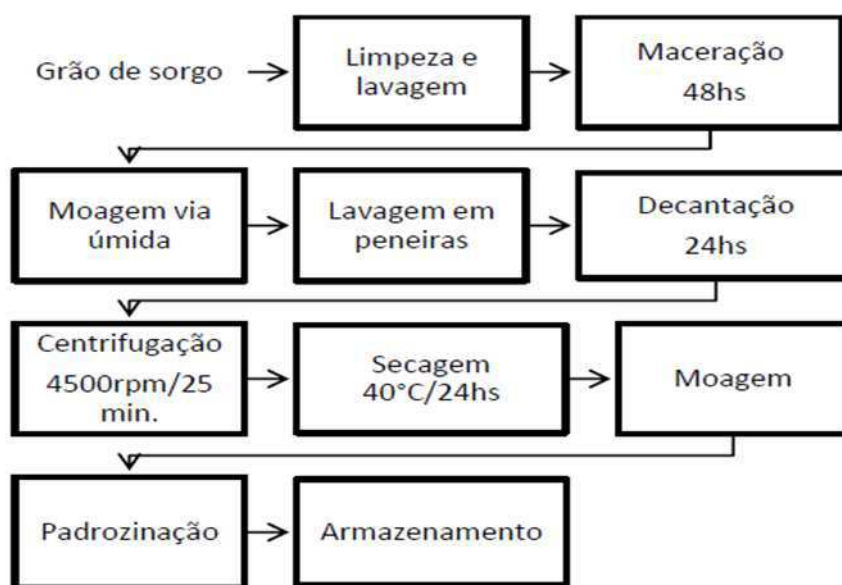 Grão de sorgo
Limpeza e
lavagem
Maceração
48hs
Moagem via
úmida
Lavagem em
peneiras
Decantação
24hs
Centrifugação
4500rpm/25
min.
Secagem
40°C/24hs
Moagem
Padrozinação
Armazenamento